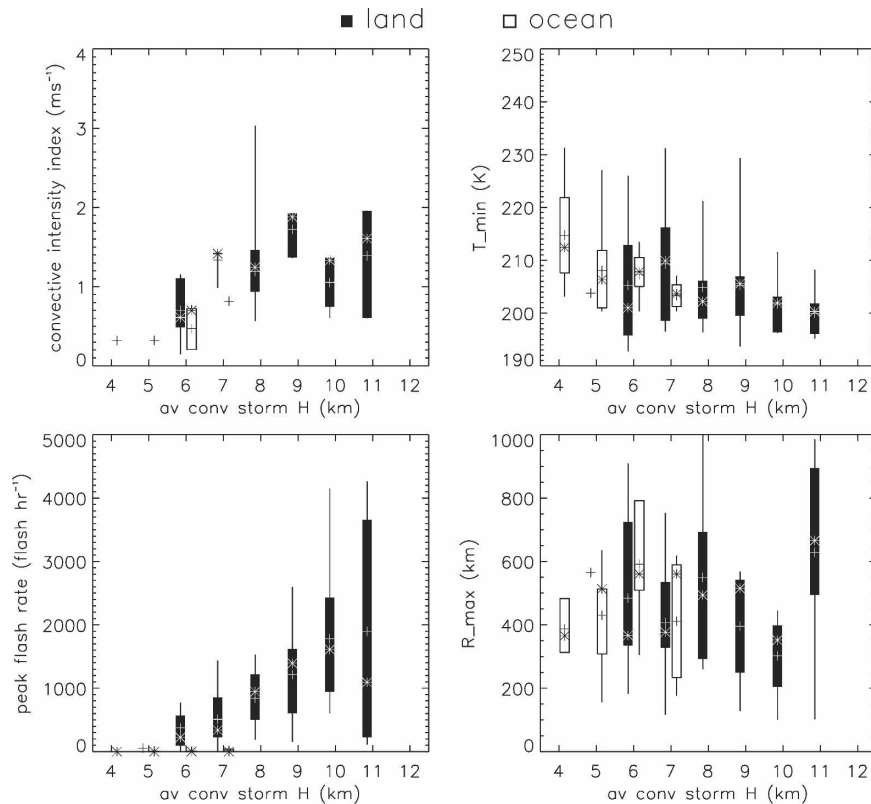 land ocean
4
3
2
1
0
convective intensity index (ms⁻¹)
4 5 6 7 8 9 10 11 12
av conv storm H (km)
250
240
230
220
210
200
190
T_min (K)
4 5 6 7 8 9 10 11 12
av conv storm H (km)
5000
4000
3000
2000
1000
0
peak flash rate (flash hr⁻¹)
4 5 6 7 8 9 10 11 12
av conv storm H (km)
1000
800
600
400
200
0
R_max (km)
4 5 6 7 8 9 10 11 12
av conv storm H (km)